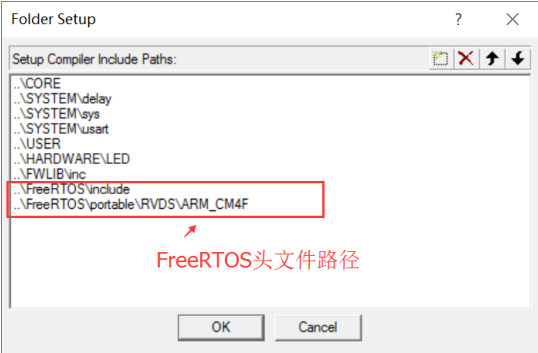 Folder Setup
Setup Compiler Include Paths:
..\CORE
..\SYSTEM\delay
..\SYSTEM\sys
..\SYSTEM\usart
..\USER
..\HARDWARE\LED
..\FWLIB\inc
..\FreeRTOS\include
..\FreeRTOS\portable\RVDS\ARM_CM4F
FreeRTOS头文件路径
OK
Cancel